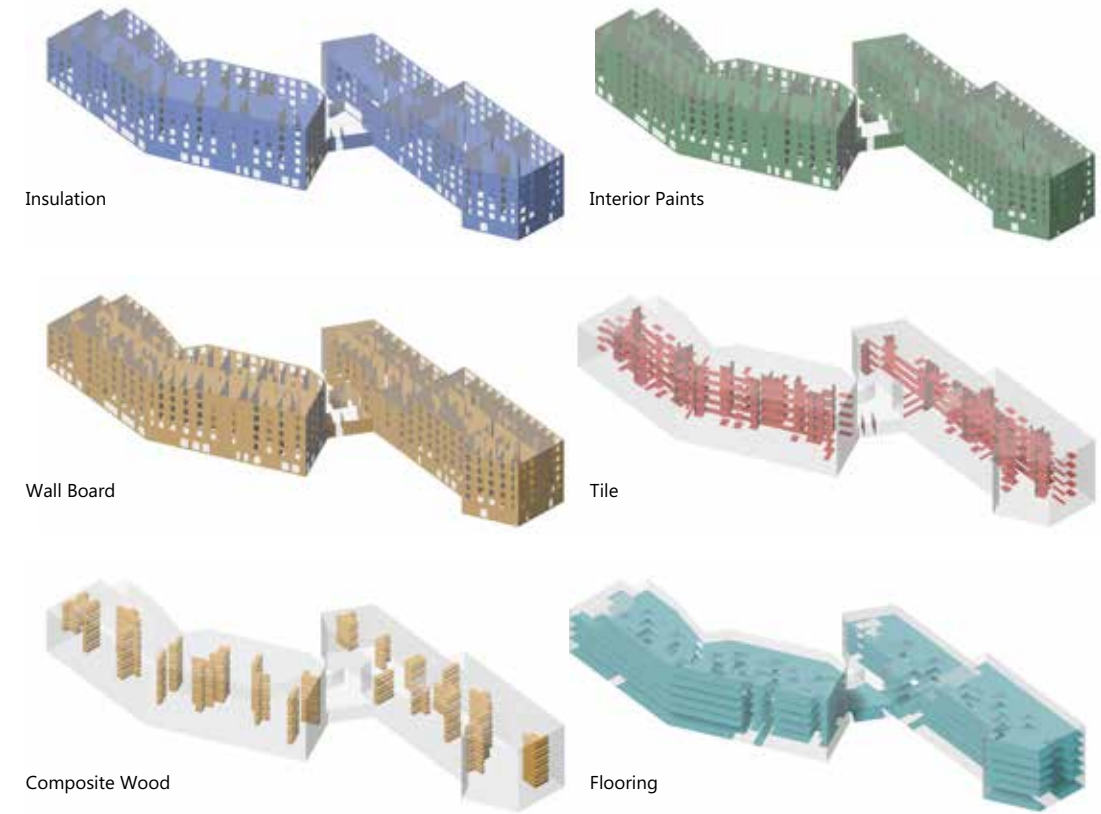 Insulation
Interior Paints
Wall Board
Tile
Composite Wood
Flooring